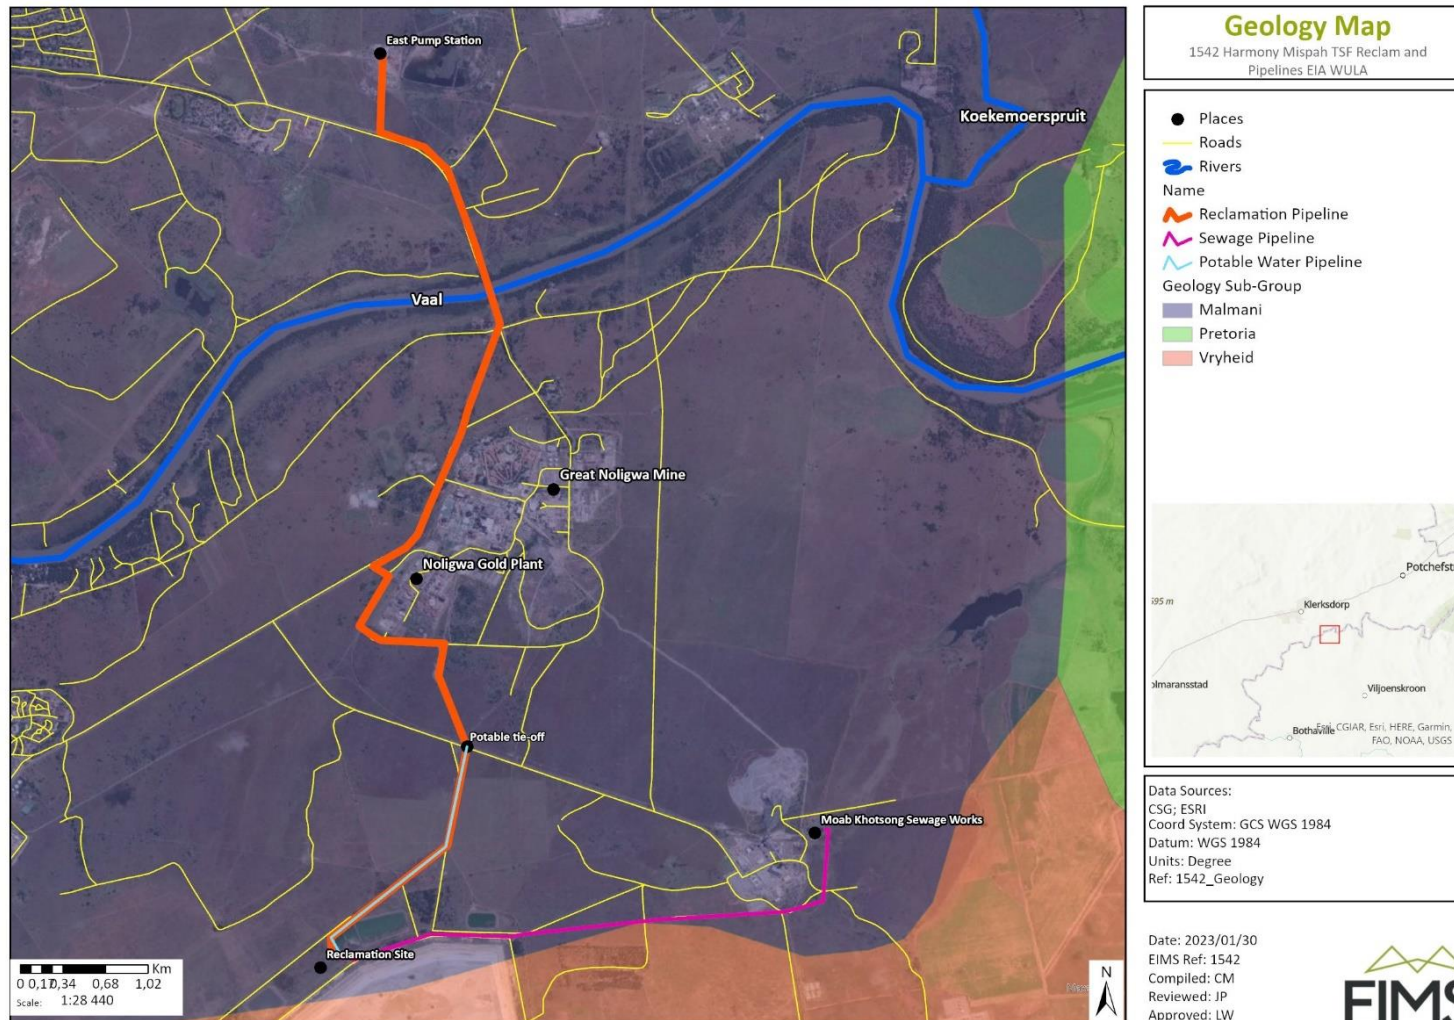 East Pump Station
Koekemoerspruit
Vaal
Great Noligwa Mine
Noligwa Gold Plant
Potable tie-off
Moab Khotsong Sewage Works
Reclamation Site
0 0,17 0,34 0,68 1,02 Km
Scale: 1:28 440
N
Geology Map
1542 Harmony Mispah TSF Reclam and
Pipelines EIA WULA
Places
Roads
Rivers
Name
Reclamation Pipeline
Sewage Pipeline
Potable Water Pipeline
Geology Sub-Group
Malmani
Pretoria
Vryheid
Potchefst
Klerksdorp
olmaransstad
Viljoenskroon
Bothaville
Esri, CGIAR, Esri, HERE, Garmin,
FAO, NOAA, USGS
Data Sources:
CSG; ESRI
Coord System: GCS WGS 1984
Datum: WGS 1984
Units: Degree
Ref: 1542_Geology
Date: 2023/01/30
EIMS Ref: 1542
Compiled: CM
Reviewed: JP
Approved: LW
EIMS